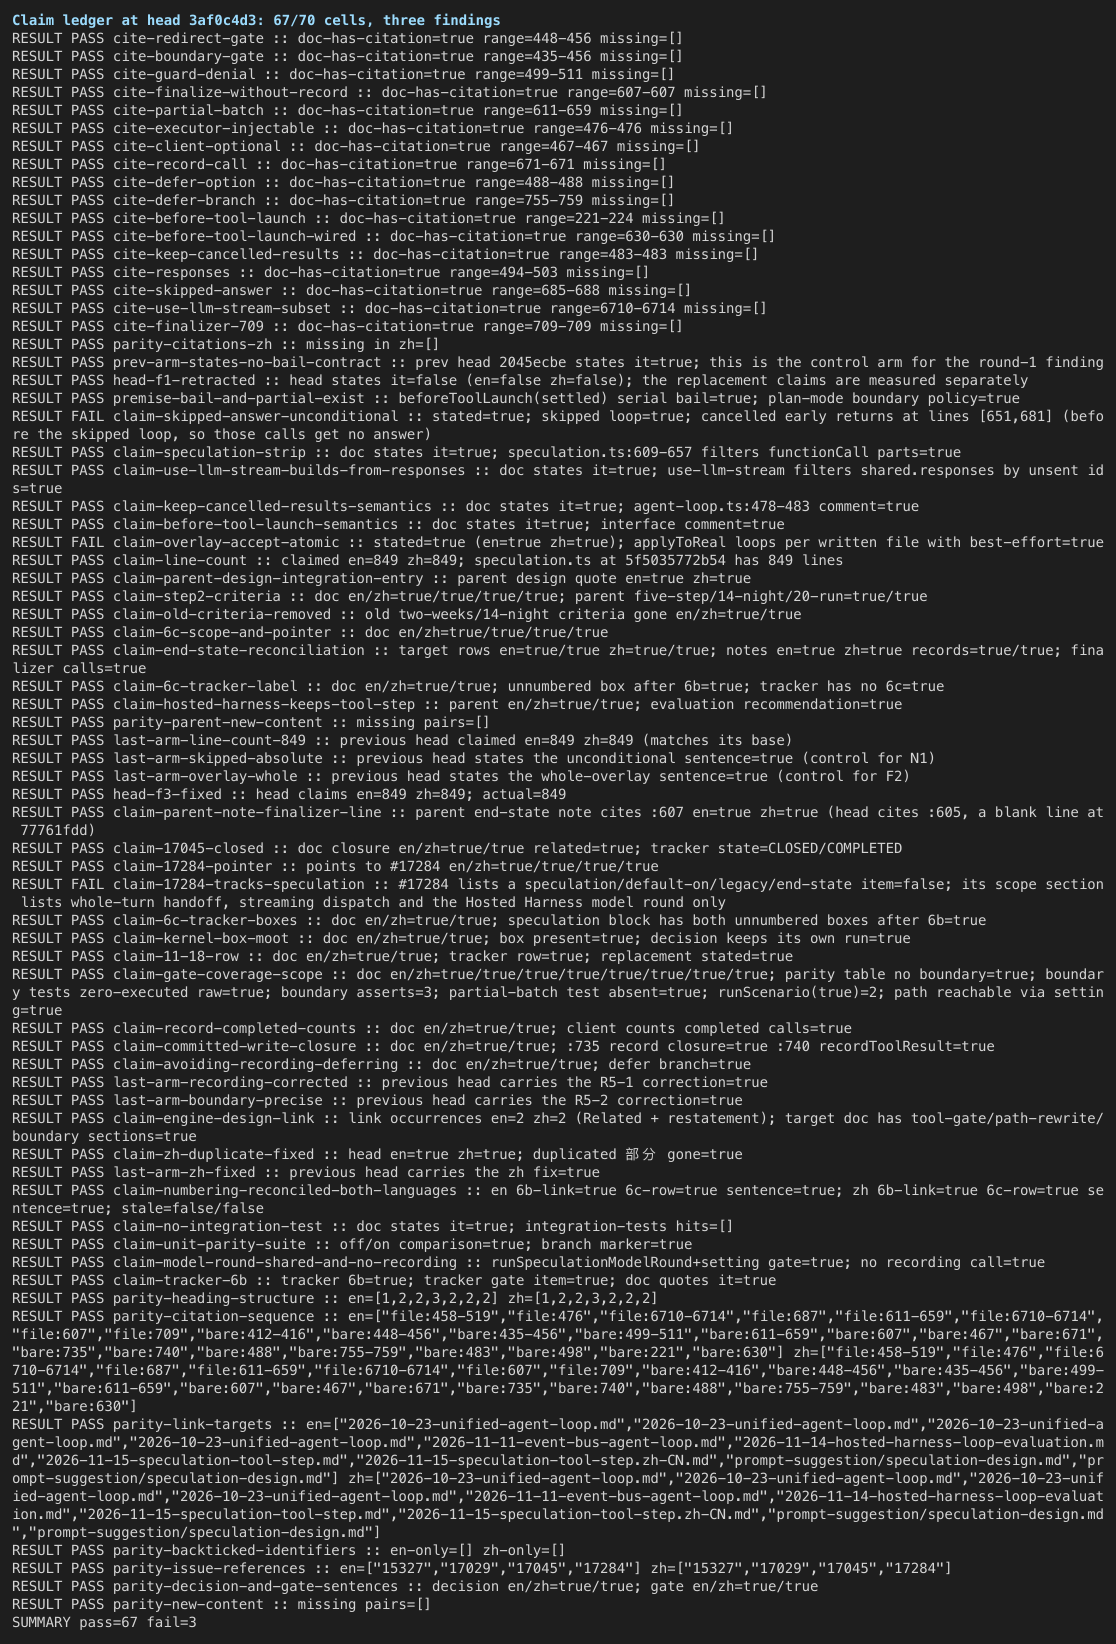 Claim ledger at head 3af0c4d3: 67/70 cells, three findings
RESULT PASS cite-redirect-gate :: doc-has-citation=true range=448-456 missing=[]
RESULT PASS cite-boundary-gate :: doc-has-citation=true range=435-456 missing=[]
RESULT PASS cite-guard-denial :: doc-has-citation=true range=499-511 missing=[]
RESULT PASS cite-finalize-without-record :: doc-has-citation=true range=607-607 missing=[]
RESULT PASS cite-partial-batch :: doc-has-citation=true range=611-659 missing=[]
RESULT PASS cite-executor-injectable :: doc-has-citation=true range=476-476 missing=[]
RESULT PASS cite-client-optional :: doc-has-citation=true range=467-467 missing=[]
RESULT PASS cite-record-call :: doc-has-citation=true range=671-671 missing=[]
RESULT PASS cite-defer-option :: doc-has-citation=true range=488-488 missing=[]
RESULT PASS cite-defer-branch :: doc-has-citation=true range=755-759 missing=[]
RESULT PASS cite-before-tool-launch :: doc-has-citation=true range=221-224 missing=[]
RESULT PASS cite-before-tool-launch-wired :: doc-has-citation=true range=630-630 missing=[]
RESULT PASS cite-keep-cancelled-results :: doc-has-citation=true range=483-483 missing=[]
RESULT PASS cite-responses :: doc-has-citation=true range=494-503 missing=[]
RESULT PASS cite-skipped-answer :: doc-has-citation=true range=685-688 missing=[]
RESULT PASS cite-use-llm-stream-subset :: doc-has-citation=true range=6710-6714 missing=[]
RESULT PASS cite-finalizer-709 :: doc-has-citation=true range=709-709 missing=[]
RESULT PASS parity-citations-zh :: missing in zh=[]
RESULT PASS prev-arm-states-no-bail-contract :: prev head 2045ecbe states it=true; this is the control arm for the round-1 finding
RESULT PASS head-f1-retracted :: head states it=false (en=false zh=false); the replacement claims are measured separately
RESULT PASS premise-bail-and-partial-exist :: beforeToolLaunch(settled) serial bail=true; plan-mode boundary policy=true
RESULT FAIL claim-skipped-answer-unconditional :: stated=true; skipped loop=true; cancelled early returns at lines [651,681] (befo
re the skipped loop, so those calls get no answer)
RESULT PASS claim-speculation-strip :: doc states it=true; speculation.ts:609-657 filters functionCall parts=true
RESULT PASS claim-use-llm-stream-builds-from-responses :: doc states it=true; use-llm-stream filters shared.responses by unsent id
s=true
RESULT PASS claim-keep-cancelled-results-semantics :: doc states it=true; agent-loop.ts:478-483 comment=true
RESULT PASS claim-before-tool-launch-semantics :: doc states it=true; interface comment=true
RESULT FAIL claim-overlay-accept-atomic :: stated=true (en=true zh=true); applyToReal loops per written file with best-effort=true
RESULT PASS claim-line-count :: claimed en=849 zh=849; speculation.ts at 5f5035772b54 has 849 lines
RESULT PASS claim-parent-design-integration-entry :: parent design quote en=true zh=true
RESULT PASS claim-step2-criteria :: doc en/zh=true/true/true/true; parent five-step/14-night/20-run=true/true
RESULT PASS claim-old-criteria-removed :: old two-weeks/14-night criteria gone en/zh=true/true
RESULT PASS claim-6c-scope-and-pointer :: doc en/zh=true/true/true/true
RESULT PASS claim-end-state-reconciliation :: target rows en=true/true zh=true/true; notes en=true zh=true records=true/true; fina
lizer calls=true
RESULT PASS claim-6c-tracker-label :: doc en/zh=true/true; unnumbered box after 6b=true; tracker has no 6c=true
RESULT PASS claim-hosted-harness-keeps-tool-step :: parent en/zh=true/true; evaluation recommendation=true
RESULT PASS parity-parent-new-content :: missing pairs=[]
RESULT PASS last-arm-line-count-849 :: previous head claimed en=849 zh=849 (matches its base)
RESULT PASS last-arm-skipped-absolute :: previous head states the unconditional sentence=true (control for N1)
RESULT PASS last-arm-overlay-whole :: previous head states the whole-overlay sentence=true (control for F2)
RESULT PASS head-f3-fixed :: head claims en=849 zh=849; actual=849
RESULT PASS claim-parent-note-finalizer-line :: parent end-state note cites :607 en=true zh=true (head cites :605, a blank line at
 77761fdd)
RESULT PASS claim-17045-closed :: doc closure en/zh=true/true related=true; tracker state=CLOSED/COMPLETED
RESULT PASS claim-17284-pointer :: points to #17284 en/zh=true/true/true/true
RESULT FAIL claim-17284-tracks-speculation :: #17284 lists a speculation/default-on/legacy/end-state item=false; its scope section
 lists whole-turn handoff, streaming dispatch and the Hosted Harness model round only
RESULT PASS claim-6c-tracker-boxes :: doc en/zh=true/true; speculation block has both unnumbered boxes after 6b=true
RESULT PASS claim-kernel-box-moot :: doc en/zh=true/true; box present=true; decision keeps its own run=true
RESULT PASS claim-11-18-row :: doc en/zh=true/true; tracker row=true; replacement stated=true
RESULT PASS claim-gate-coverage-scope :: doc en/zh=true/true/true/true/true/true/true/true; parity table no boundary=true; boundar
y tests zero-executed raw=true; boundary asserts=3; partial-batch test absent=true; runScenario(true)=2; path reachable via settin
g=true
RESULT PASS claim-record-completed-counts :: doc en/zh=true/true; client counts completed calls=true
RESULT PASS claim-committed-write-closure :: doc en/zh=true/true; :735 record closure=true :740 recordToolResult=true
RESULT PASS claim-avoiding-recording-deferring :: doc en/zh=true/true; defer branch=true
RESULT PASS last-arm-recording-corrected :: previous head carries the R5-1 correction=true
RESULT PASS last-arm-boundary-precise :: previous head carries the R5-2 correction=true
RESULT PASS claim-engine-design-link :: link occurrences en=2 zh=2 (Related + restatement); target doc has tool-gate/path-rewrite/
boundary sections=true
RESULT PASS claim-zh-duplicate-fixed :: head en=true zh=true; duplicated 部分 gone=true
RESULT PASS last-arm-zh-fixed :: previous head carries the zh fix=true
RESULT PASS claim-numbering-reconciled-both-languages :: en 6b-link=true 6c-row=true sentence=true; zh 6b-link=true 6c-row=true se
ntence=true; stale=false/false
RESULT PASS claim-no-integration-test :: doc states it=true; integration-tests hits=[]
RESULT PASS claim-unit-parity-suite :: off/on comparison=true; branch marker=true
RESULT PASS claim-model-round-shared-and-no-recording :: runSpeculationModelRound+setting gate=true; no recording call=true
RESULT PASS claim-tracker-6b :: tracker 6b=true; tracker gate item=true; doc quotes it=true
RESULT PASS parity-heading-structure :: en=[1,2,2,3,2,2,2] zh=[1,2,2,3,2,2,2]
RESULT PASS parity-citation-sequence :: en=["file:458-519","file:476","file:6710-6714","file:687","file:611-659","file:6710-6714",
"file:607","file:709","bare:412-416","bare:448-456","bare:435-456","bare:499-511","bare:611-659","bare:607","bare:467","bare:671",
"bare:735","bare:740","bare:488","bare:755-759","bare:483","bare:498","bare:221","bare:630"] zh=["file:458-519","file:476","file:6
710-6714","file:687","file:611-659","file:6710-6714","file:607","file:709","bare:412-416","bare:448-456","bare:435-456","bare:499-
511","bare:611-659","bare:607","bare:467","bare:671","bare:735","bare:740","bare:488","bare:755-759","bare:483","bare:498","bare:2
21","bare:630"]
RESULT PASS parity-link-targets :: en=["2026-10-23-unified-agent-loop.md","2026-10-23-unified-agent-loop.md","2026-10-23-unified-a
gent-loop.md","2026-10-23-unified-agent-loop.md","2026-11-11-event-bus-agent-loop.md","2026-11-14-hosted-harness-loop-evaluation.m
d","2026-11-15-speculation-tool-step.md","2026-11-15-speculation-tool-step.zh-CN.md","prompt-suggestion/speculation-design.md","pr
ompt-suggestion/speculation-design.md"] zh=["2026-10-23-unified-agent-loop.md","2026-10-23-unified-agent-loop.md","2026-10-23-unif
ied-agent-loop.md","2026-10-23-unified-agent-loop.md","2026-11-11-event-bus-agent-loop.md","2026-11-14-hosted-harness-loop-evaluat
ion.md","2026-11-15-speculation-tool-step.md","2026-11-15-speculation-tool-step.zh-CN.md","prompt-suggestion/speculation-design.md
","prompt-suggestion/speculation-design.md"]
RESULT PASS parity-backticked-identifiers :: en-only=[] zh-only=[]
RESULT PASS parity-issue-references :: en=["15327","17029","17045","17284"] zh=["15327","17029","17045","17284"]
RESULT PASS parity-decision-and-gate-sentences :: decision en/zh=true/true; gate en/zh=true/true
RESULT PASS parity-new-content :: missing pairs=[]
SUMMARY pass=67 fail=3